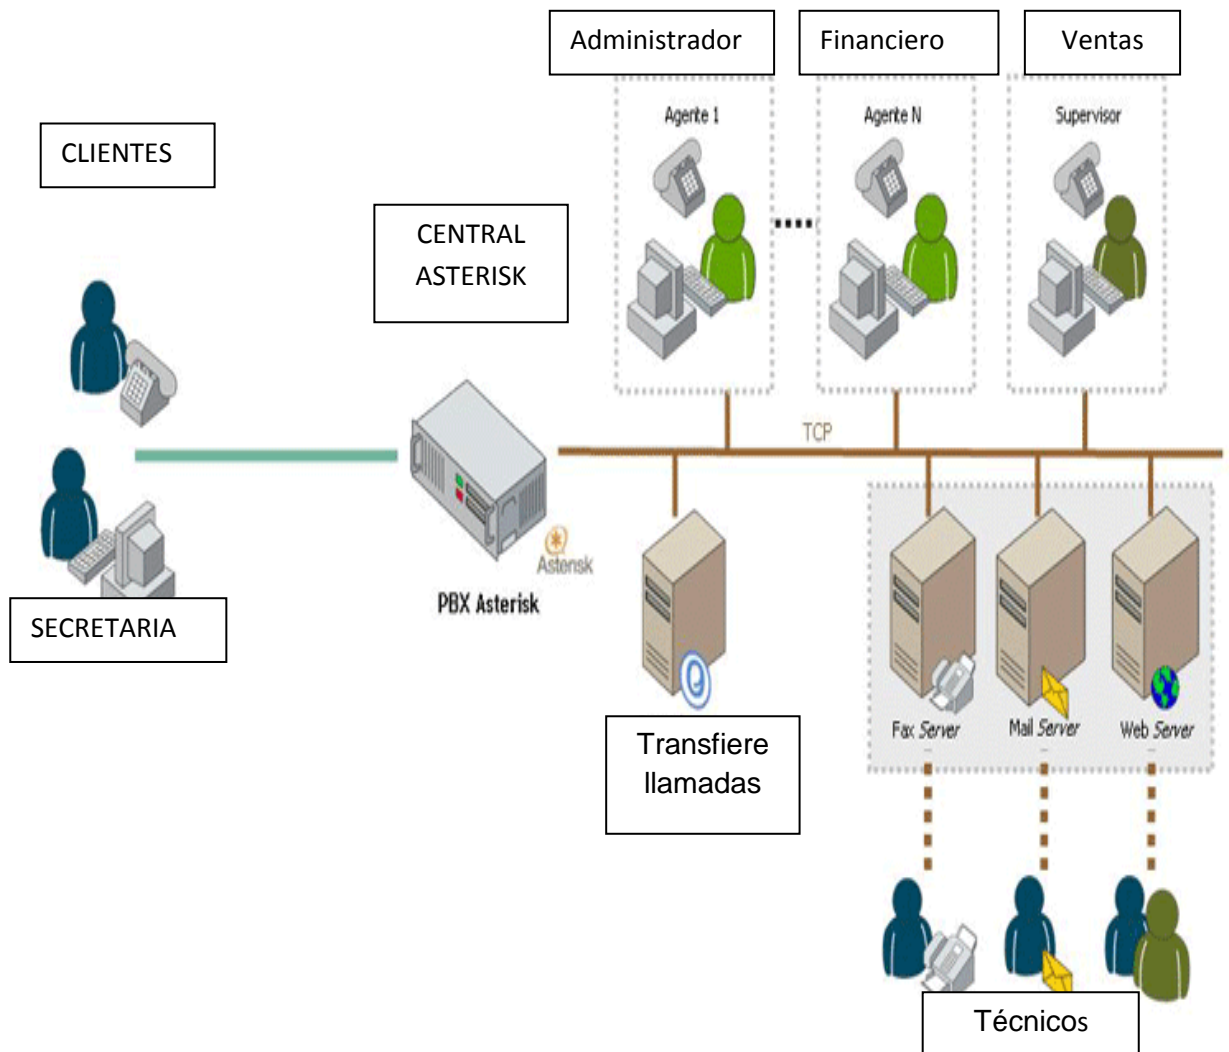 Administrador
Financiero
Ventas
Agente 1
Agente N
Supervisor
CLIENTES
CENTRAL
ASTERISK
TCP
Asterisk
PBX Asterisk
SECRETARIA
Transfiere
llamadas
Fax Server
Mail Server
Web Server
Técnicos